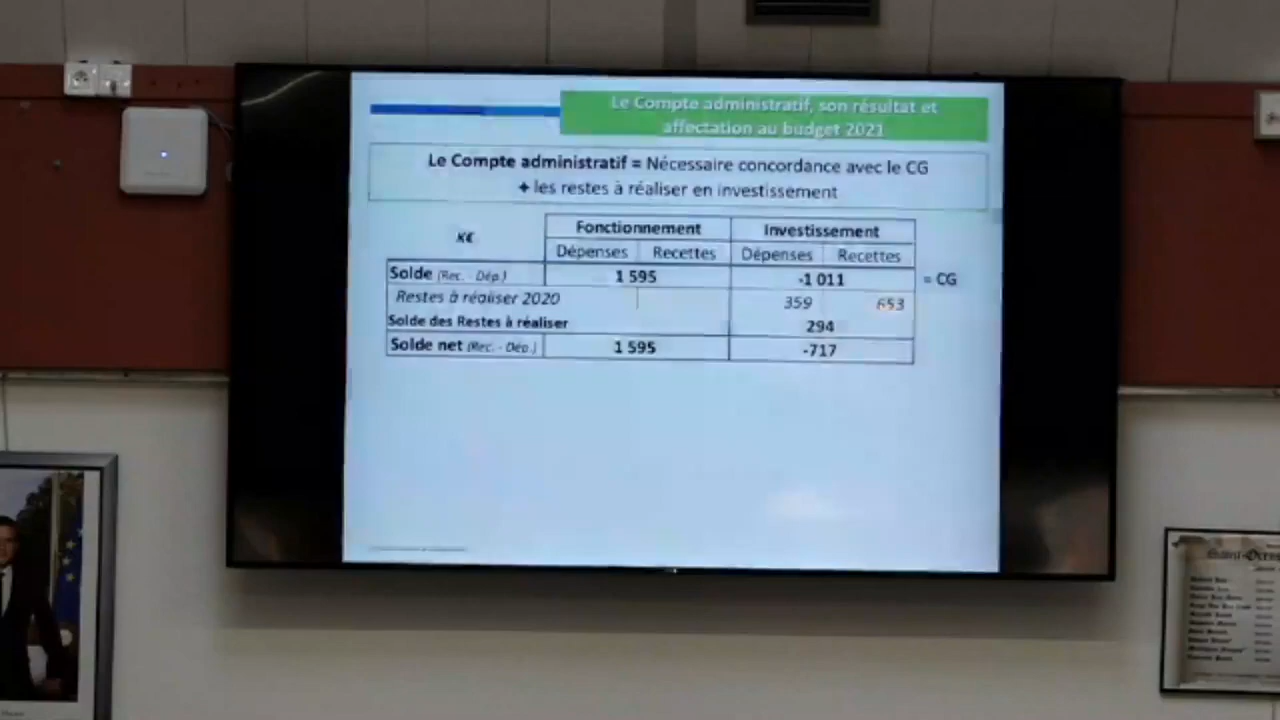 Le Compte administratif, son résultat et
affectation au budget 2021
Le Compte administratif = Nécessaire concordance avec le CG
+ les restes à réaliser en investissement
K€
Fonctionnement Investissement
Dépenses Recettes Dépenses Recettes
Solde (Rec. - Dép.) 1 595 -1 011 = CG
Restes à réaliser 2020 359 653
Solde des Restes à réaliser 294
Solde net (Rec. - Dép.) 1 595 -717